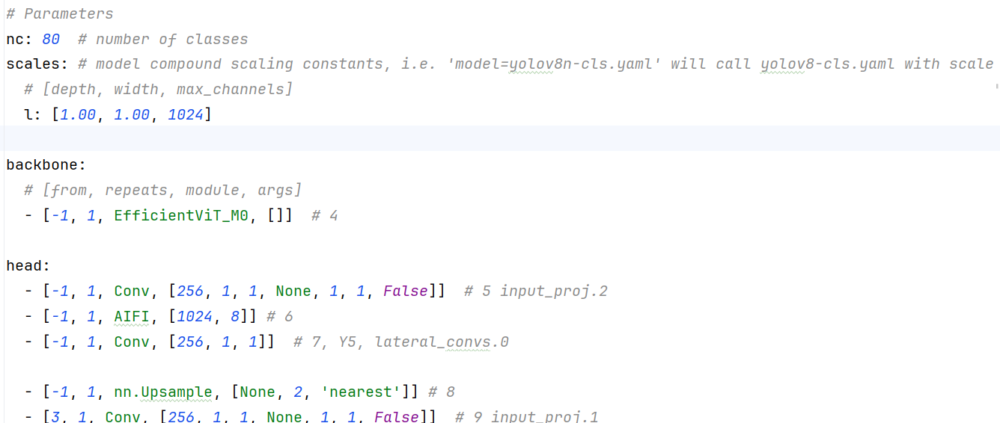 # Parameters
nc: 80  # number of classes
scales: # model compound scaling constants, i.e. 'model=yolov8n-cls.yaml' will call yolov8-cls.yaml with scale
  # [depth, width, max_channels]
  l: [1.00, 1.00, 1024]
backbone:
  # [from, repeats, module, args]
  - [-1, 1, EfficientViT_M0, []]  # 4
head:
  - [-1, 1, Conv, [256, 1, 1, None, 1, 1, False]]  # 5 input_proj.2
  - [-1, 1, AIFI, [1024, 8]] # 6
  - [-1, 1, Conv, [256, 1, 1]]  # 7, Y5, lateral_convs.0
  - [-1, 1, nn.Upsample, [None, 2, 'nearest']] # 8
  - [3, 1, Conv, [256, 1, 1, None, 1, 1, False]]  # 9 input_proj.1